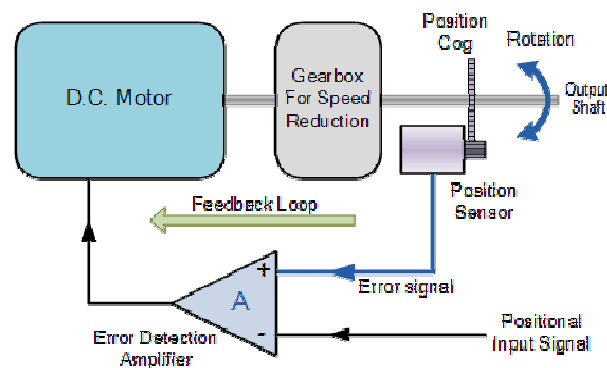 Position
Cog
Rotation
D.C. Motor
Gearbox
For Speed
Reduction
Output
Shaft
Position
Sensor
Feedback Loop
+
Error signal
A
-
Error Detection
Amplifier
Positional
Input Signal